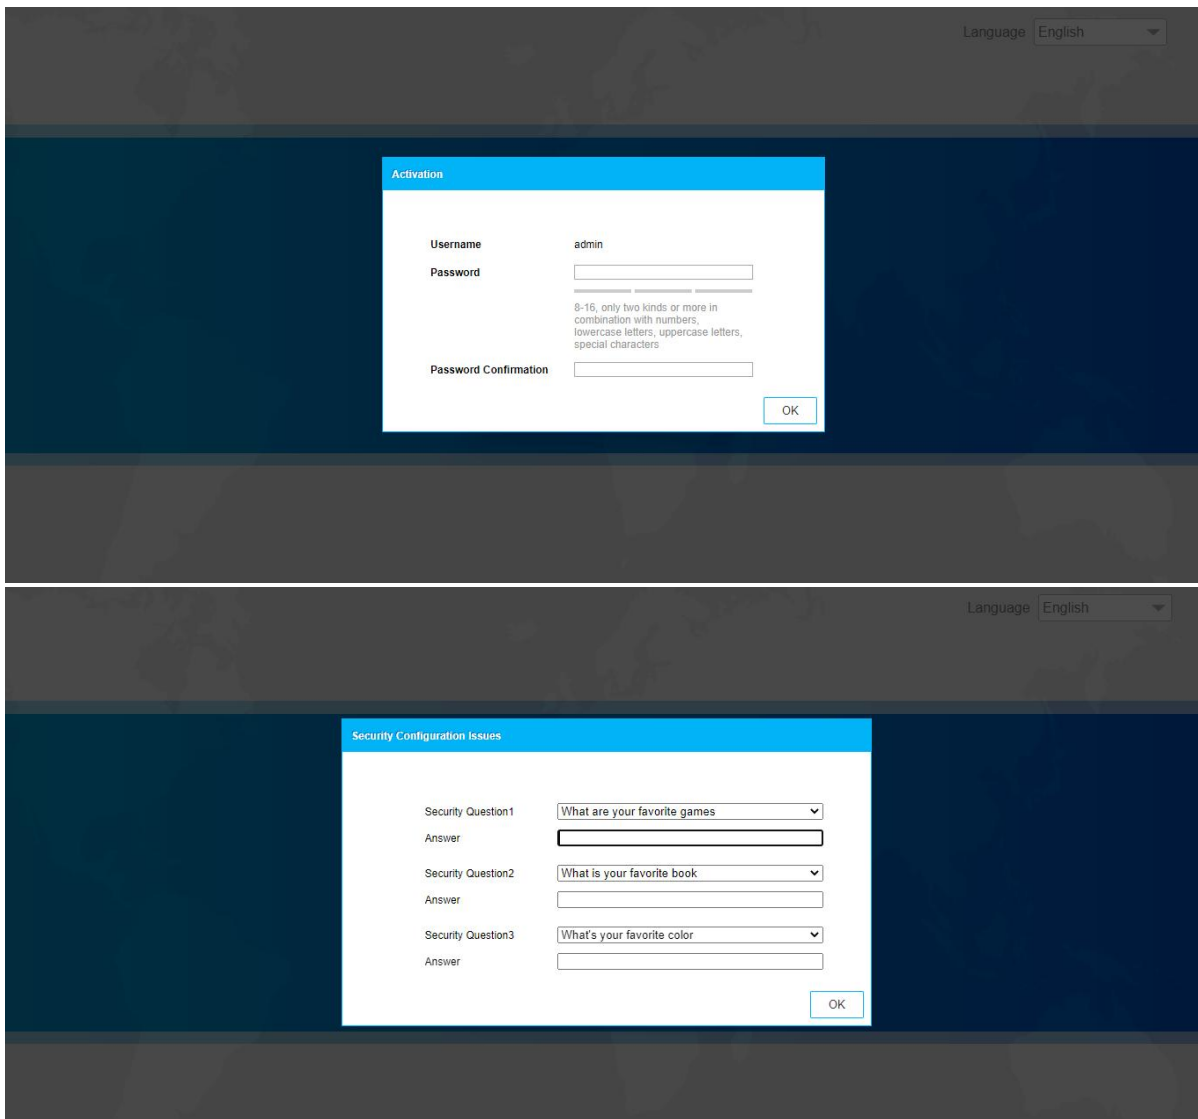 Language English
Activation
Username admin
Password
8-16, only two kinds or more in
combination with numbers,
lowercase letters, uppercase letters,
special characters
Password Confirmation
OK
Language English
Security Configuration Issues
Security Question1 What are your favorite games
Answer
Security Question2 What is your favorite book
Answer
Security Question3 What's your favorite color
Answer
OK